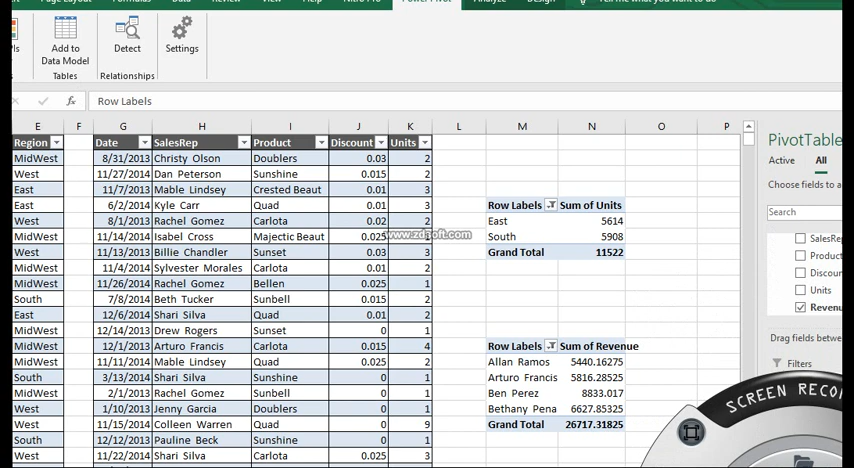 Page Layout Formulas Data Review View Help Nitro Pro Power Pivot Analyze Design Tell me what you want to do
Add to Data Model
Detect
Settings
Tables
Relationships
fx Row Labels
E F G H I J K L M N O P
Region Date SalesRep Product Discount Units
MidWest 8/31/2013 Christy Olson Doublers 0.03 2
West 11/27/2014 Dan Peterson Sunshine 0.015 2
East 11/7/2013 Mable Lindsey Crested Beaut 0.01 3
East 6/2/2014 Kyle Carr Quad 0.01 3
West 8/1/2013 Rachel Gomez Carlota 0.02 2
MidWest 11/14/2014 Isabel Cross Majectic Beaut 0.025
West 11/13/2013 Billie Chandler Sunset 0.03 3
MidWest 11/4/2014 Sylvester Morales Carlota 0.01 2
MidWest 11/26/2014 Rachel Gomez Bellen 0.025 1
South 7/8/2014 Beth Tucker Sunbell 0.015 2
East 12/6/2014 Shari Silva Quad 0.01 2
MidWest 12/14/2013 Drew Rogers Sunset 0 1
MidWest 12/1/2013 Arturo Francis Carlota 0.015 4
MidWest 11/11/2014 Mable Lindsey Quad 0.025 2
South 3/13/2014 Shari Silva Sunshine 0 1
MidWest 2/1/2013 Rachel Gomez Sunbell 0 1
West 1/10/2013 Jenny Garcia Doublers 0 1
West 11/15/2014 Colleen Warren Quad 0 9
South 12/12/2013 Pauline Beck Sunshine 0 1
West 11/22/2014 Shari Silva Carlota 0.025 3
Row Labels Sum of Units
East 5614
South 5908
Grand Total 11522
www.zdsoft.com
Row Labels Sum of Revenue
Allan Ramos 5440.16275
Arturo Francis 5816.28525
Ben Perez 8833.017
Bethany Pena 6627.85325
Grand Total 26717.31825
PivotTable
Active All
Choose fields to a
Search
SalesRe
Product
Discou
Units
Revenu
Drag fields betwe
Filters
SCREEN RECO